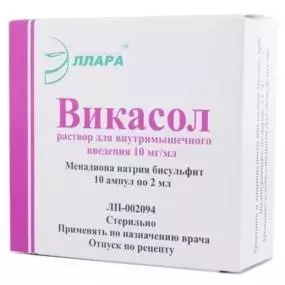 ЭЛЛАРА
Викасол
раствор для внутримышечного
введения 10 мг/мл
Менадиона натрия бисульфит
10 ампул по 2 мл
ЛП-002094
Стерильно
Применять по назначению врача
Отпуск по рецепту